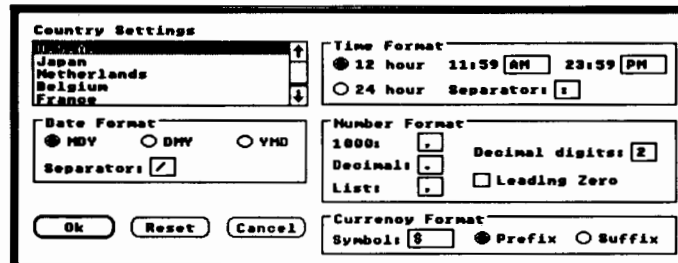 Country Settings
U.S.A.
Japan
Netherlands
Belgium
France
Date Format
MDY DMY YMD
Separator: /
Ok Reset Cancel
Time Format
12 hour 11:59 AM 23:59 PM
24 hour Separator: :
Number Format
1000: ,
Decimal: .
List: ,
Decimal digits: 2
Leading Zero
Currency Format
Symbol: $ Prefix Suffix